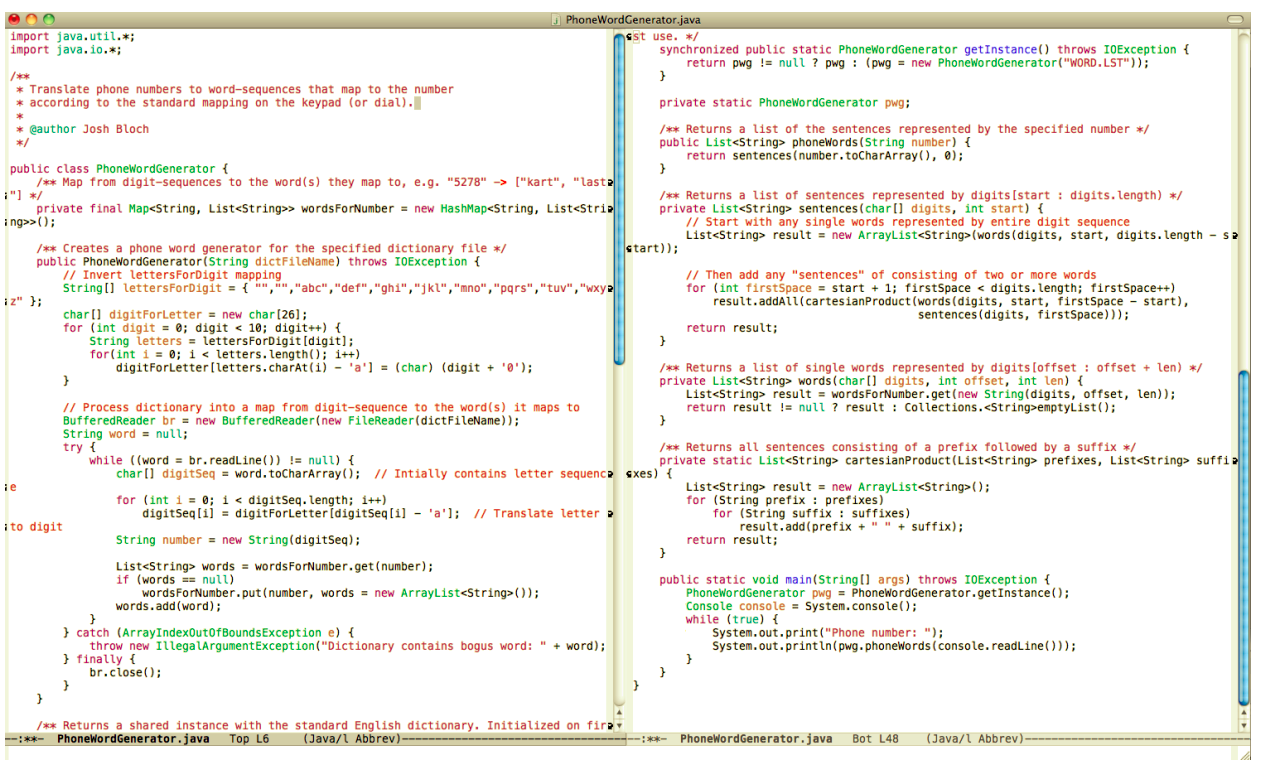 PhoneWordGenerator.java
import java.util.*;
import java.io.*;
/**
 * Translate phone numbers to word-sequences that map to the number
 * according to the standard mapping on the keypad (or dial).
 *
 * @author Josh Bloch
 */
public class PhoneWordGenerator {
    /** Map from digit-sequences to the word(s) they map to, e.g. "5278" -> ["kart", "last
"] */
    private final Map<String, List<String>> wordsForNumber = new HashMap<String, List<Stri
ng>>();
    /** Creates a phone word generator for the specified dictionary file */
    public PhoneWordGenerator(String dictFileName) throws IOException {
        // Invert lettersForDigit mapping
        String[] lettersForDigit = { "","","abc","def","ghi","jkl","mno","pqrs","tuv","wxy
z" };
        char[] digitForLetter = new char[26];
        for (int digit = 0; digit < 10; digit++) {
            String letters = lettersForDigit[digit];
            for(int i = 0; i < letters.length(); i++)
                digitForLetter[letters.charAt(i) - 'a'] = (char) (digit + '0');
        }
        // Process dictionary into a map from digit-sequence to the word(s) it maps to
        BufferedReader br = new BufferedReader(new FileReader(dictFileName));
        String word = null;
        try {
            while ((word = br.readLine()) != null) {
                char[] digitSeq = word.toCharArray();  // Intially contains letter sequenc
e
                for (int i = 0; i < digitSeq.length; i++)
                    digitSeq[i] = digitForLetter[digitSeq[i] - 'a'];  // Translate letter
to digit
                String number = new String(digitSeq);
                List<String> words = wordsForNumber.get(number);
                if (words == null)
                    wordsForNumber.put(number, words = new ArrayList<String>());
                words.add(word);
            }
        } catch (ArrayIndexOutOfBoundsException e) {
            throw new IllegalArgumentException("Dictionary contains bogus word: " + word);
        } finally {
            br.close();
        }
    }
    /** Returns a shared instance with the standard English dictionary. Initialized on fir
--:**-  PhoneWordGenerator.java   Top L6     (Java/l Abbrev)
st use. */
    synchronized public static PhoneWordGenerator getInstance() throws IOException {
        return pwg != null ? pwg : (pwg = new PhoneWordGenerator("WORD.LST"));
    }
    private static PhoneWordGenerator pwg;
    /** Returns a list of the sentences represented by the specified number */
    public List<String> phoneWords(String number) {
        return sentences(number.toCharArray(), 0);
    }
    /** Returns a list of sentences represented by digits[start : digits.length) */
    private List<String> sentences(char[] digits, int start) {
        // Start with any single words represented by entire digit sequence
        List<String> result = new ArrayList<String>(words(digits, start, digits.length - s
tart));
        // Then add any "sentences" of consisting of two or more words
        for (int firstSpace = start + 1; firstSpace < digits.length; firstSpace++)
            result.addAll(cartesianProduct(words(digits, start, firstSpace - start),
                                           sentences(digits, firstSpace)));
        return result;
    }
    /** Returns a list of single words represented by digits[offset : offset + len) */
    private List<String> words(char[] digits, int offset, int len) {
        List<String> result = wordsForNumber.get(new String(digits, offset, len));
        return result != null ? result : Collections.<String>emptyList();
    }
    /** Returns all sentences consisting of a prefix followed by a suffix */
    private static List<String> cartesianProduct(List<String> prefixes, List<String> suffi
xes) {
        List<String> result = new ArrayList<String>();
        for (String prefix : prefixes)
            for (String suffix : suffixes)
                result.add(prefix + " " + suffix);
        return result;
    }
    public static void main(String[] args) throws IOException {
        PhoneWordGenerator pwg = PhoneWordGenerator.getInstance();
        Console console = System.console();
        while (true) {
            System.out.print("Phone number: ");
            System.out.println(pwg.phoneWords(console.readLine()));
        }
    }
}
--:**-  PhoneWordGenerator.java   Bot L48    (Java/l Abbrev)